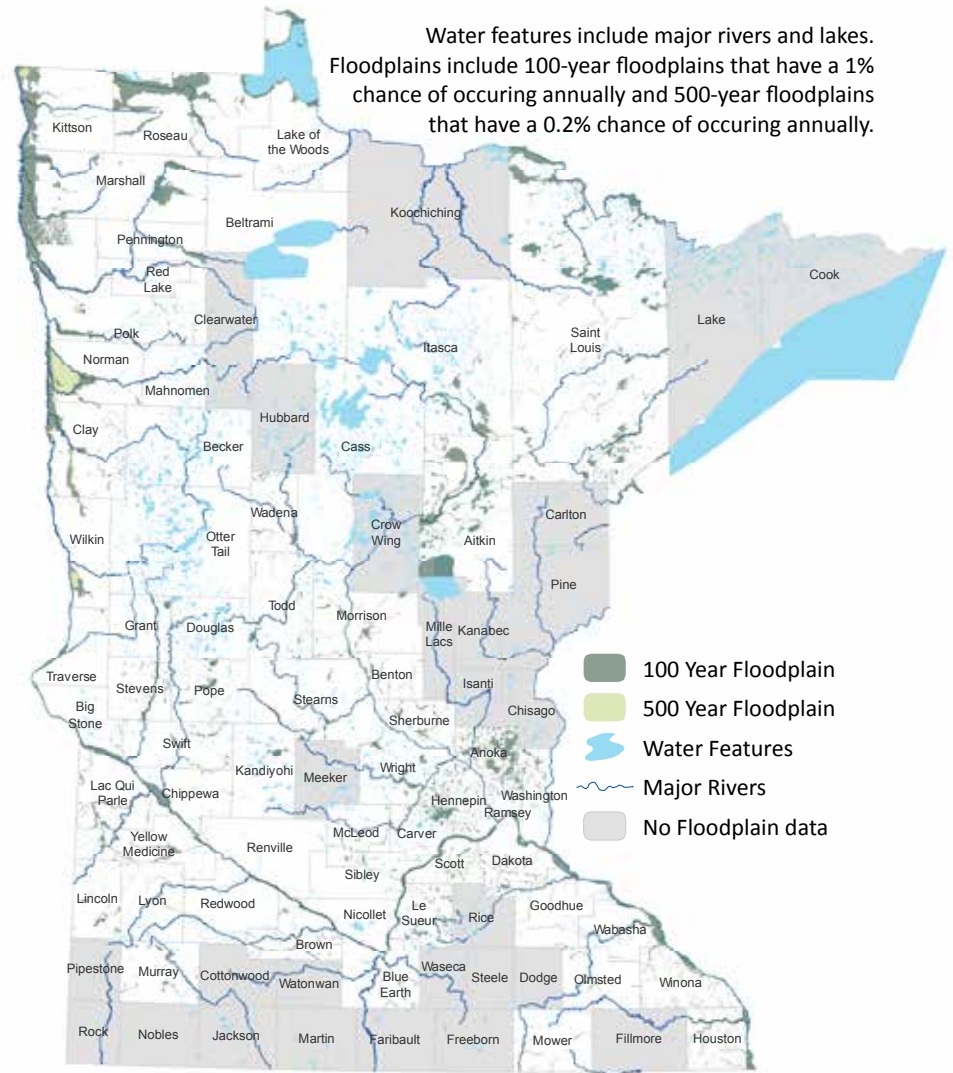 Water features include major rivers and lakes.
Floodplains include 100-year floodplains that have a 1%
chance of occuring annually and 500-year floodplains
that have a 0.2% chance of occuring annually.
Kittson
Roseau
Lake of
the Woods
Marshall
Koochiching
Beltrami
Pennington
Red
Lake
Cook
Clearwater
Lake
Polk
Saint
Louis
Itasca
Norman
Mahnomen
Hubbard
Clay
Becker
Cass
Wadena
Carlton
Crow
Wing
Wilkin
Otter
Tail
Aitkin
Pine
Todd
Morrison
Grant
Douglas
Mille
Lacs
Kanabec
Traverse
Stevens
Pope
Benton
Isanti
Stearns
Big
Stone
Chisago
Sherburne
Swift
Anoka
Kandiyohi
Meeker
Wright
Lac Qui
Parle
Chippewa
Hennepin
Washington
Ramsey
Yellow
Medicine
Renville
McLeod
Carver
Scott
Dakota
Sibley
Lincoln
Lyon
Redwood
Nicollet
Le
Sueur
Rice
Goodhue
Wabasha
Brown
Pipestone
Murray
Cottonwood
Watonwan
Blue
Earth
Waseca
Steele
Dodge
Olmsted
Winona
Rock
Nobles
Jackson
Martin
Faribault
Freeborn
Mower
Fillmore
Houston
100 Year Floodplain
500 Year Floodplain
Water Features
Major Rivers
No Floodplain data